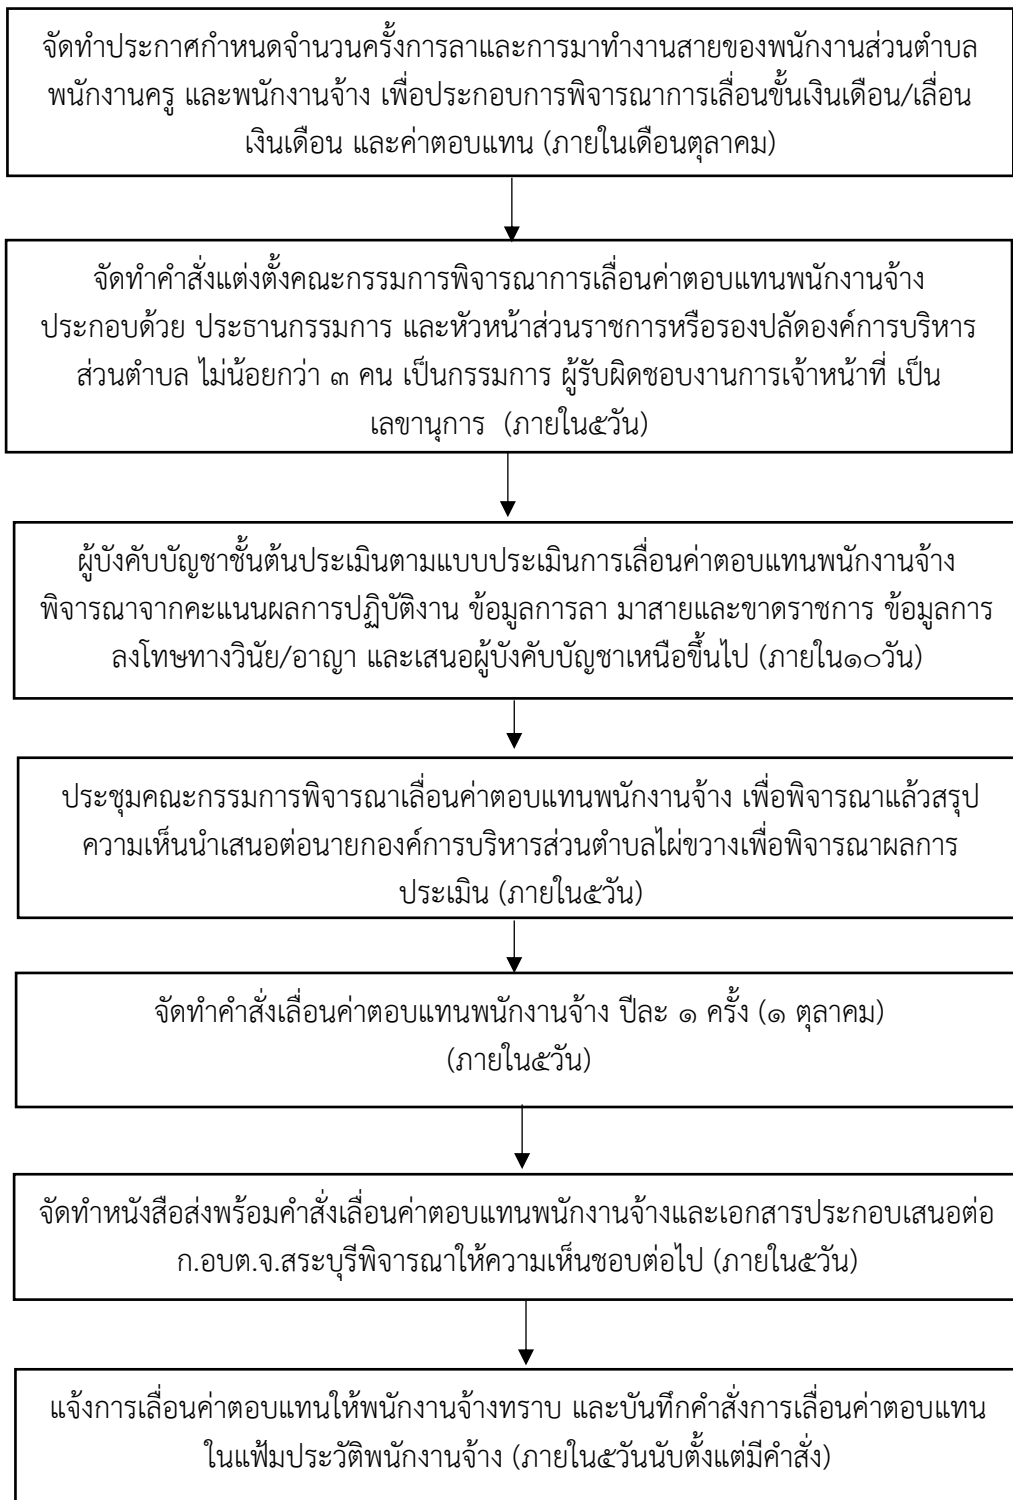 จัดทำประกาศกำหนดจำนวนครั้งการลาและการมาทำงานสายของพนักงานส่วนตำบล
พนักงานครู และพนักงานจ้าง เพื่อประกอบการพิจารณาการเลื่อนขั้นเงินเดือน/เลื่อน
เงินเดือน และค่าตอบแทน (ภายในเดือนตุลาคม)
จัดทำคำสั่งแต่งตั้งคณะกรรมการพิจารณาการเลื่อนค่าตอบแทนพนักงานจ้าง
ประกอบด้วย ประธานกรรมการ และหัวหน้าส่วนราชการหรือรองปลัดองค์การบริหาร
ส่วนตำบล ไม่น้อยกว่า ๓ คน เป็นกรรมการ ผู้รับผิดชอบงานการเจ้าหน้าที่ เป็น
เลขานุการ (ภายใน๕วัน)
ผู้บังคับบัญชาชั้นต้นประเมินตามแบบประเมินการเลื่อนค่าตอบแทนพนักงานจ้าง
พิจารณาจากคะแนนผลการปฏิบัติงาน ข้อมูลการลา มาสายและขาดราชการ ข้อมูลการ
ลงโทษทางวินัย/อาญา และเสนอผู้บังคับบัญชาเหนือขึ้นไป (ภายใน๑๐วัน)
ประชุมคณะกรรมการพิจารณาเลื่อนค่าตอบแทนพนักงานจ้าง เพื่อพิจารณาแล้วสรุป
ความเห็นนำเสนอต่อนายกองค์การบริหารส่วนตำบลไผ่ขวางเพื่อพิจารณาผลการ
ประเมิน (ภายใน๕วัน)
จัดทำคำสั่งเลื่อนค่าตอบแทนพนักงานจ้าง ปีละ ๑ ครั้ง (๑ ตุลาคม)
(ภายใน๕วัน)
จัดทำหนังสือส่งพร้อมคำสั่งเลื่อนค่าตอบแทนพนักงานจ้างและเอกสารประกอบเสนอต่อ
ก.อบต.จ.สระบุรีพิจารณาให้ความเห็นชอบต่อไป (ภายใน๕วัน)
แจ้งการเลื่อนค่าตอบแทนให้พนักงานจ้างทราบ และบันทึกคำสั่งการเลื่อนค่าตอบแทน
ในแฟ้มประวัติพนักงานจ้าง (ภายใน๕วันนับตั้งแต่มีคำสั่ง)